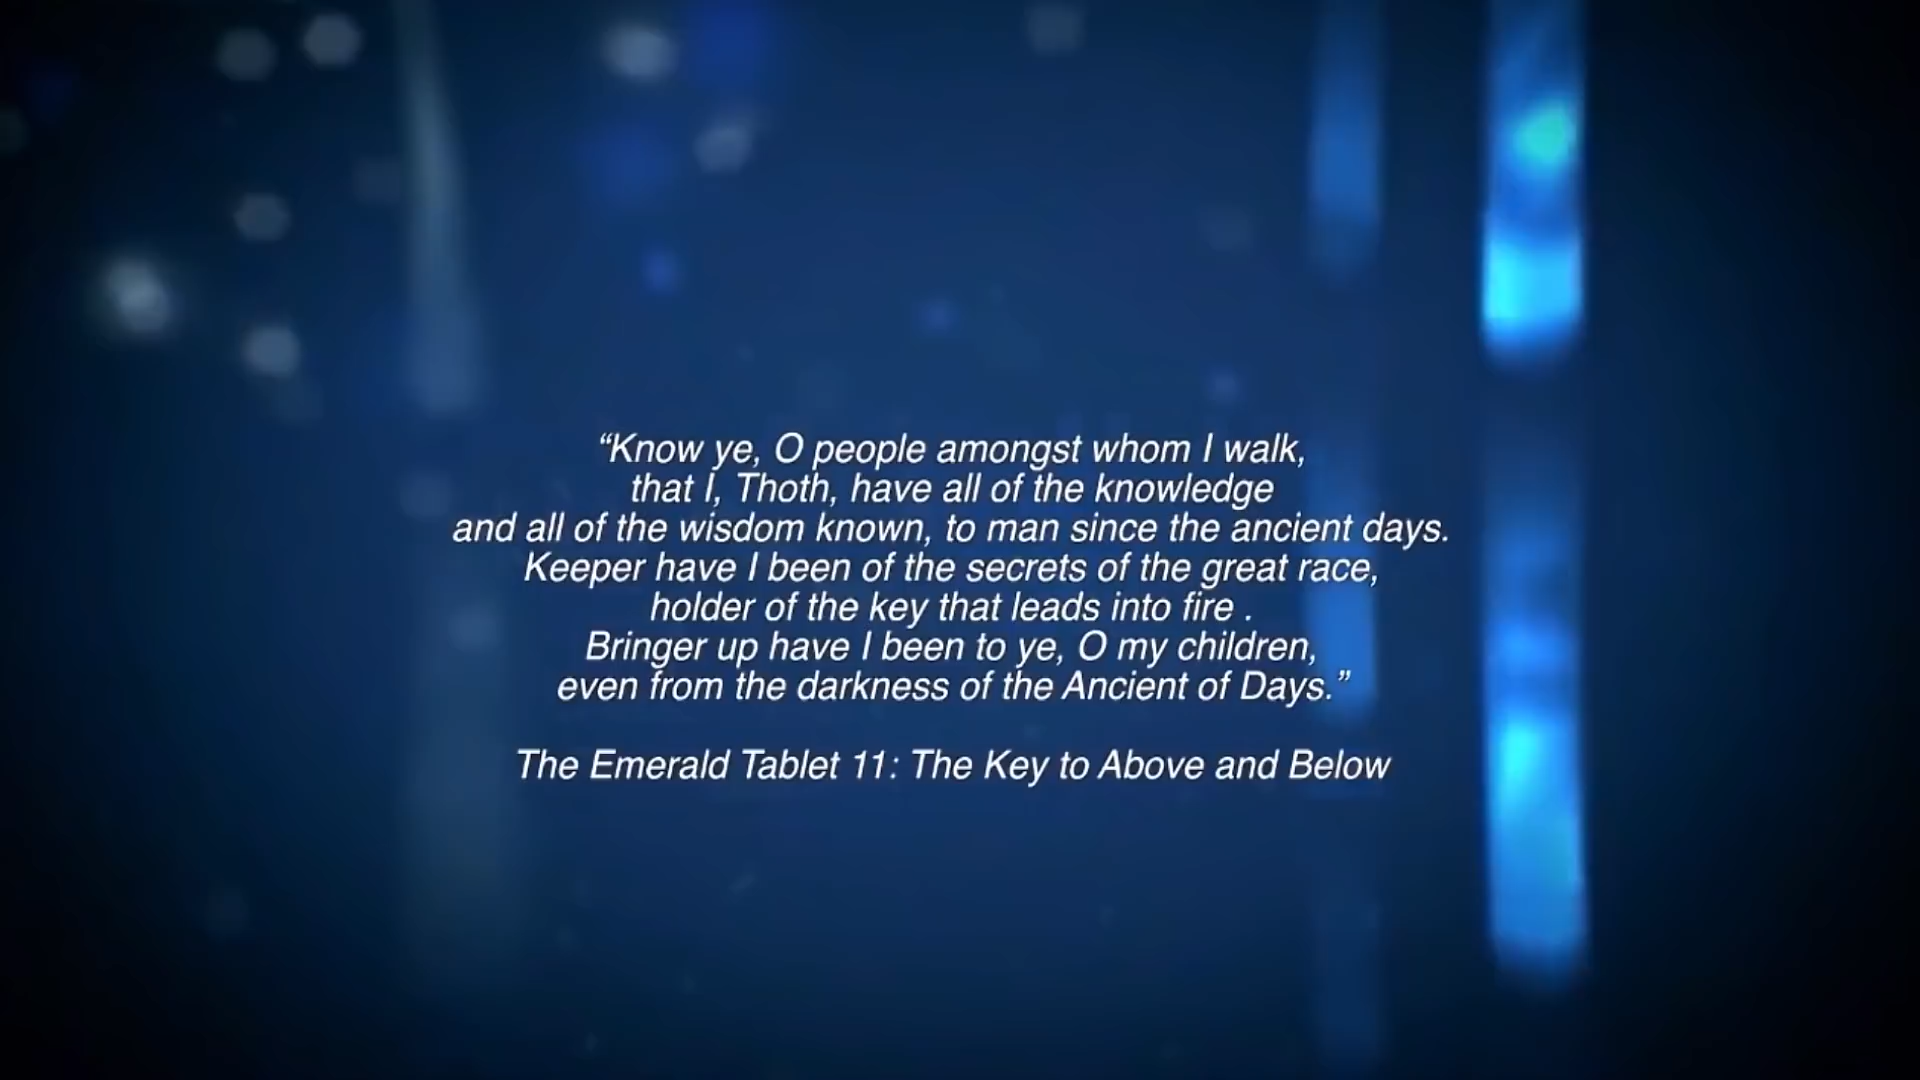 “Know ye, O people amongst whom I walk,
that I, Thoth, have all of the knowledge
and all of the wisdom known, to man since the ancient days.
Keeper have I been of the secrets of the great race,
holder of the key that leads into fire .
Bringer up have I been to ye, O my children,
even from the darkness of the Ancient of Days.”
The Emerald Tablet 11: The Key to Above and Below